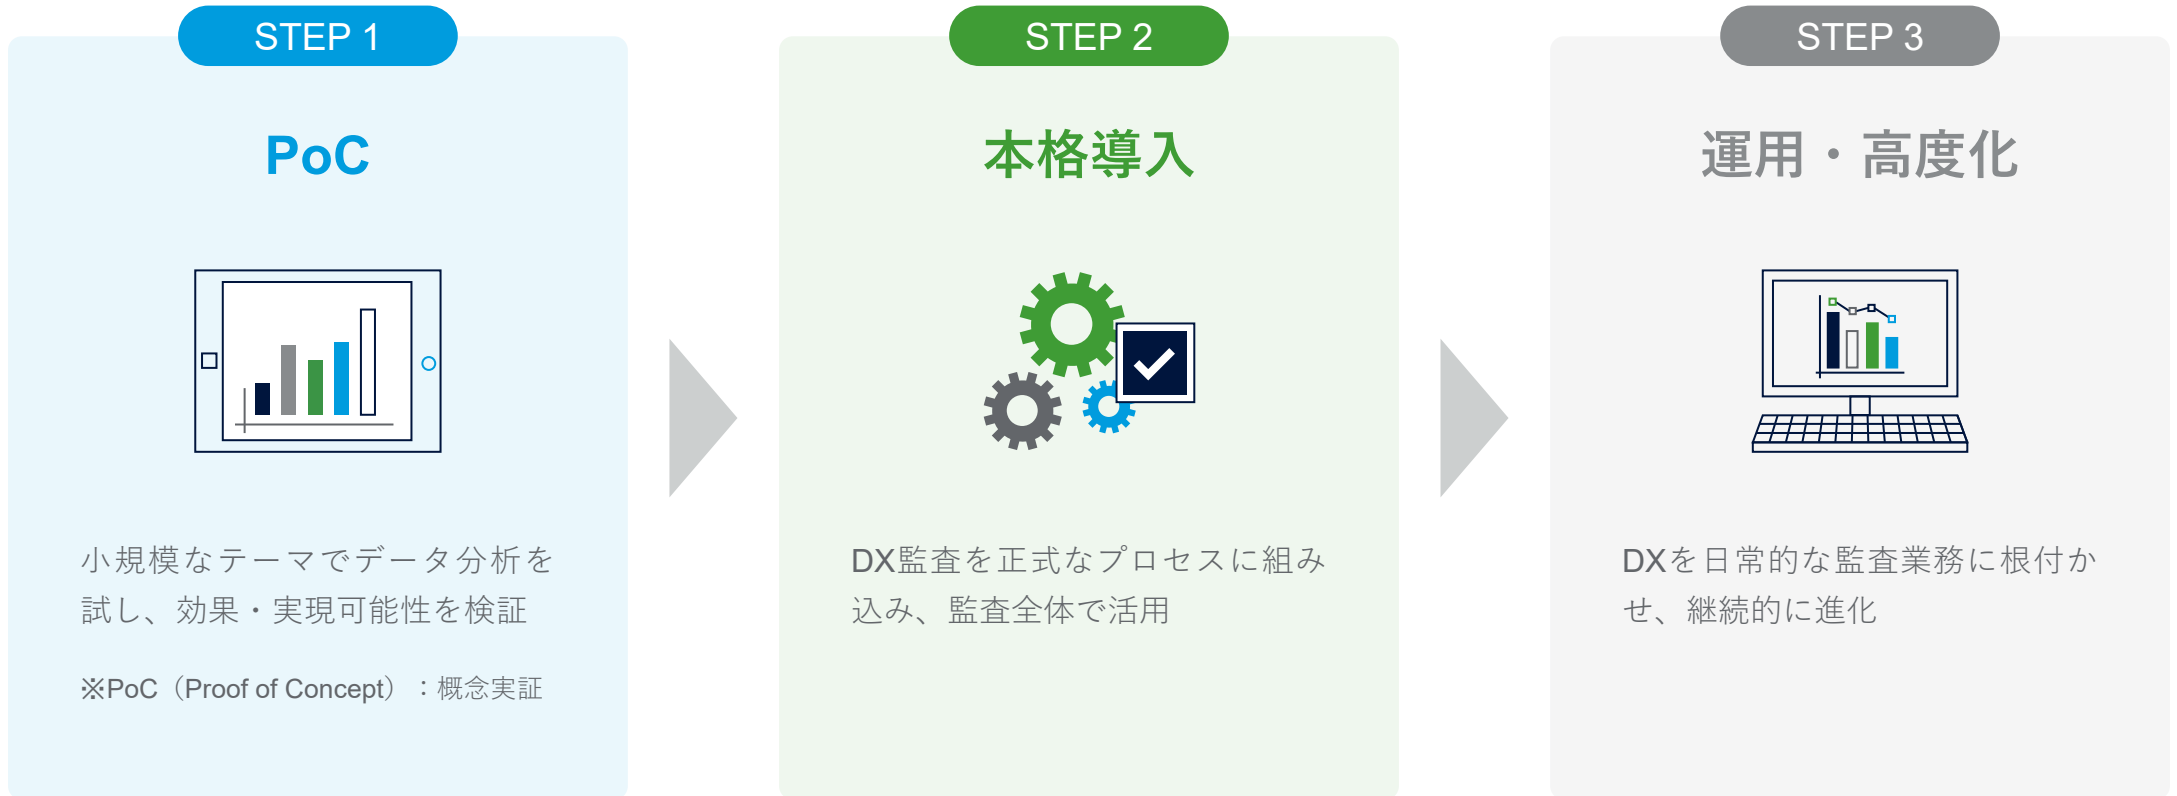 STEP 1
PoC
小規模なテーマでデータ分析を
試し、効果・実現可能性を検証
※PoC（Proof of Concept）：概念実証
STEP 2
本格導入
DX監査を正式なプロセスに組み
込み、監査全体で活用
STEP 3
運用・高度化
DXを日常的な監査業務に根付か
せ、継続的に進化